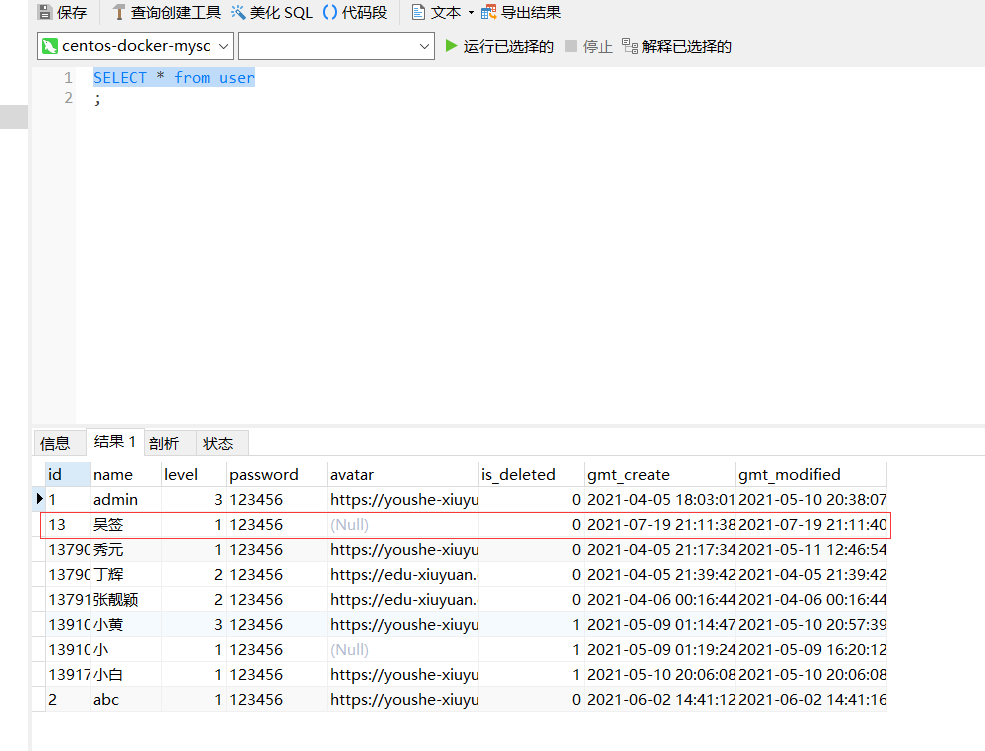 保存 查询创建工具 美化 SQL () 代码段 文本 导出结果
centos-docker-mysc 运行已选择的 停止 解释已选择的
1 SELECT * from user
2 ;
信息 结果 1 剖析 状态
id name level password avatar is_deleted gmt_create gmt_modified
1 admin 3 123456 https://youshe-xiuyu 0 2021-04-05 18:03:01 2021-05-10 20:38:07
13 吴签 1 123456 (Null) 0 2021-07-19 21:11:38 2021-07-19 21:11:40
13790 秀元 1 123456 https://youshe-xiuyu 0 2021-04-05 21:17:34 2021-05-11 12:46:54
13790 丁辉 2 123456 https://edu-xiuyuan. 0 2021-04-05 21:39:42 2021-04-05 21:39:42
13791 张靓颖 2 123456 https://edu-xiuyuan. 0 2021-04-06 00:16:44 2021-04-06 00:16:44
13910 小黄 3 123456 https://youshe-xiuyu 1 2021-05-09 01:14:47 2021-05-10 20:57:39
13910 小 1 123456 (Null) 1 2021-05-09 01:19:24 2021-05-09 16:20:12
13917 小白 1 123456 https://youshe-xiuyu 1 2021-05-10 20:06:08 2021-05-10 20:06:08
2 abc 1 123456 https://youshe-xiuyu 0 2021-06-02 14:41:12 2021-06-02 14:41:16